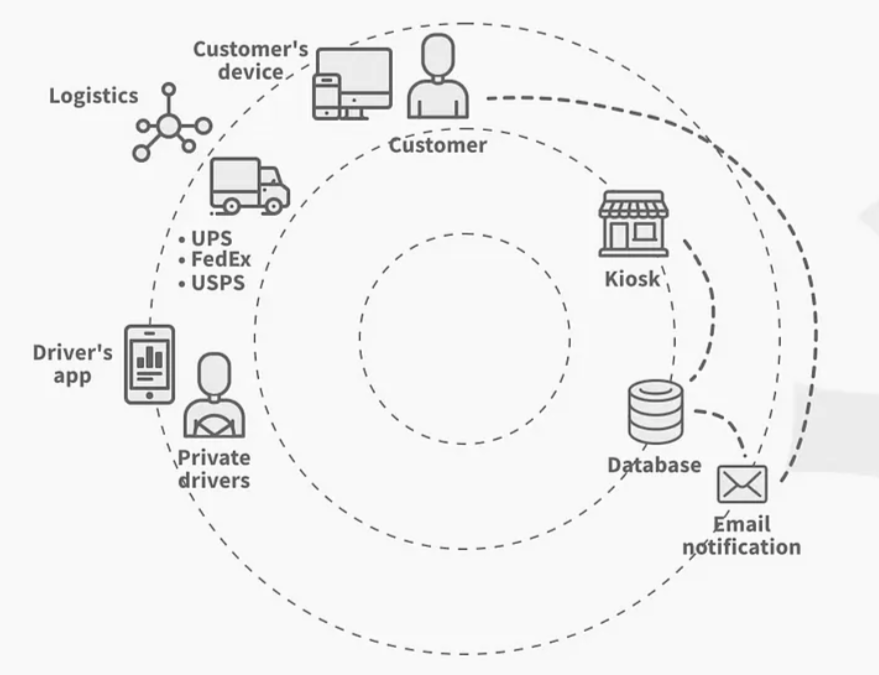 Customer's
device
Logistics
Customer
• UPS
• FedEx
• USPS
Kiosk
Driver's
app
Private
drivers
Database
Email
notification